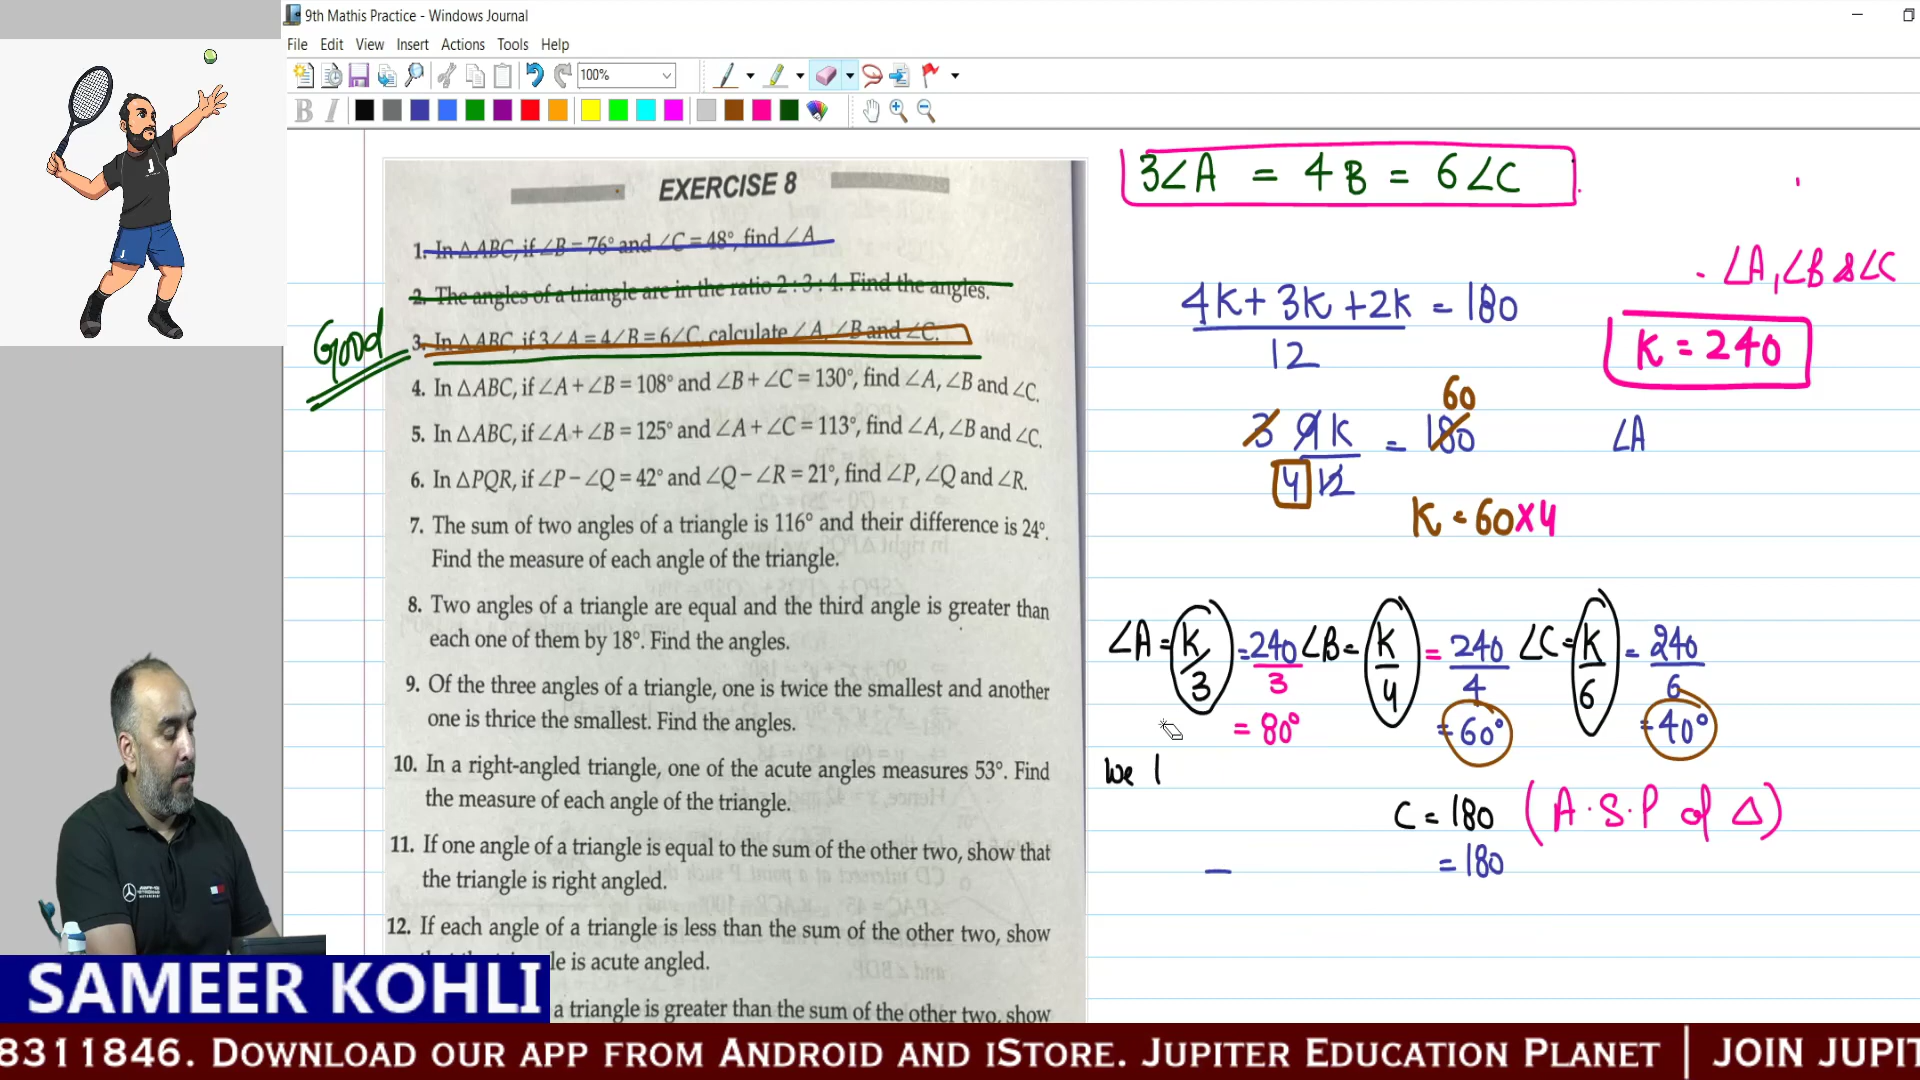 9th Mathis Practice - Windows Journal
File Edit View Insert Actions Tools Help
100%
B I
EXERCISE 8
1. In △ABC, if ∠B = 76° and ∠C = 48°, find ∠A.
2. The angles of a triangle are in the ratio 2 : 3 : 4. Find the angles.
Good
3. In △ABC, if 3∠A = 4∠B = 6∠C, calculate ∠A, ∠B and ∠C.
4. In △ABC, if ∠A + ∠B = 108° and ∠B + ∠C = 130°, find ∠A, ∠B and ∠C.
5. In △ABC, if ∠A + ∠B = 125° and ∠A + ∠C = 113°, find ∠A, ∠B and ∠C.
6. In △PQR, if ∠P − ∠Q = 42° and ∠Q − ∠R = 21°, find ∠P, ∠Q and ∠R.
7. The sum of two angles of a triangle is 116° and their difference is 24°.
Find the measure of each angle of the triangle.
8. Two angles of a triangle are equal and the third angle is greater than
each one of them by 18°. Find the angles.
9. Of the three angles of a triangle, one is twice the smallest and another
one is thrice the smallest. Find the angles.
10. In a right-angled triangle, one of the acute angles measures 53°. Find
the measure of each angle of the triangle.
11. If one angle of a triangle is equal to the sum of the other two, show that
the triangle is right angled.
12. If each angle of a triangle is less than the sum of the other two, show
le is acute angled.
a triangle is greater than the sum of the other two, show
3∠A = 4B = 6∠C
∠A, ∠B & ∠C
4K + 3K + 2K = 180
12
K = 240
60
3 9K = 180
4 12
∠A
K = 60×4
∠A = K/3 = 240/3 ∠B = K/4 = 240/4 ∠C = K/6 = 240/6
= 80° = 60° = 40°
We
C = 180 (A.S.P of △)
= 180
SAMEER KOHLI
8311846. DOWNLOAD OUR APP FROM ANDROID AND ISTORE. JUPITER EDUCATION PLANET | JOIN JUPIT